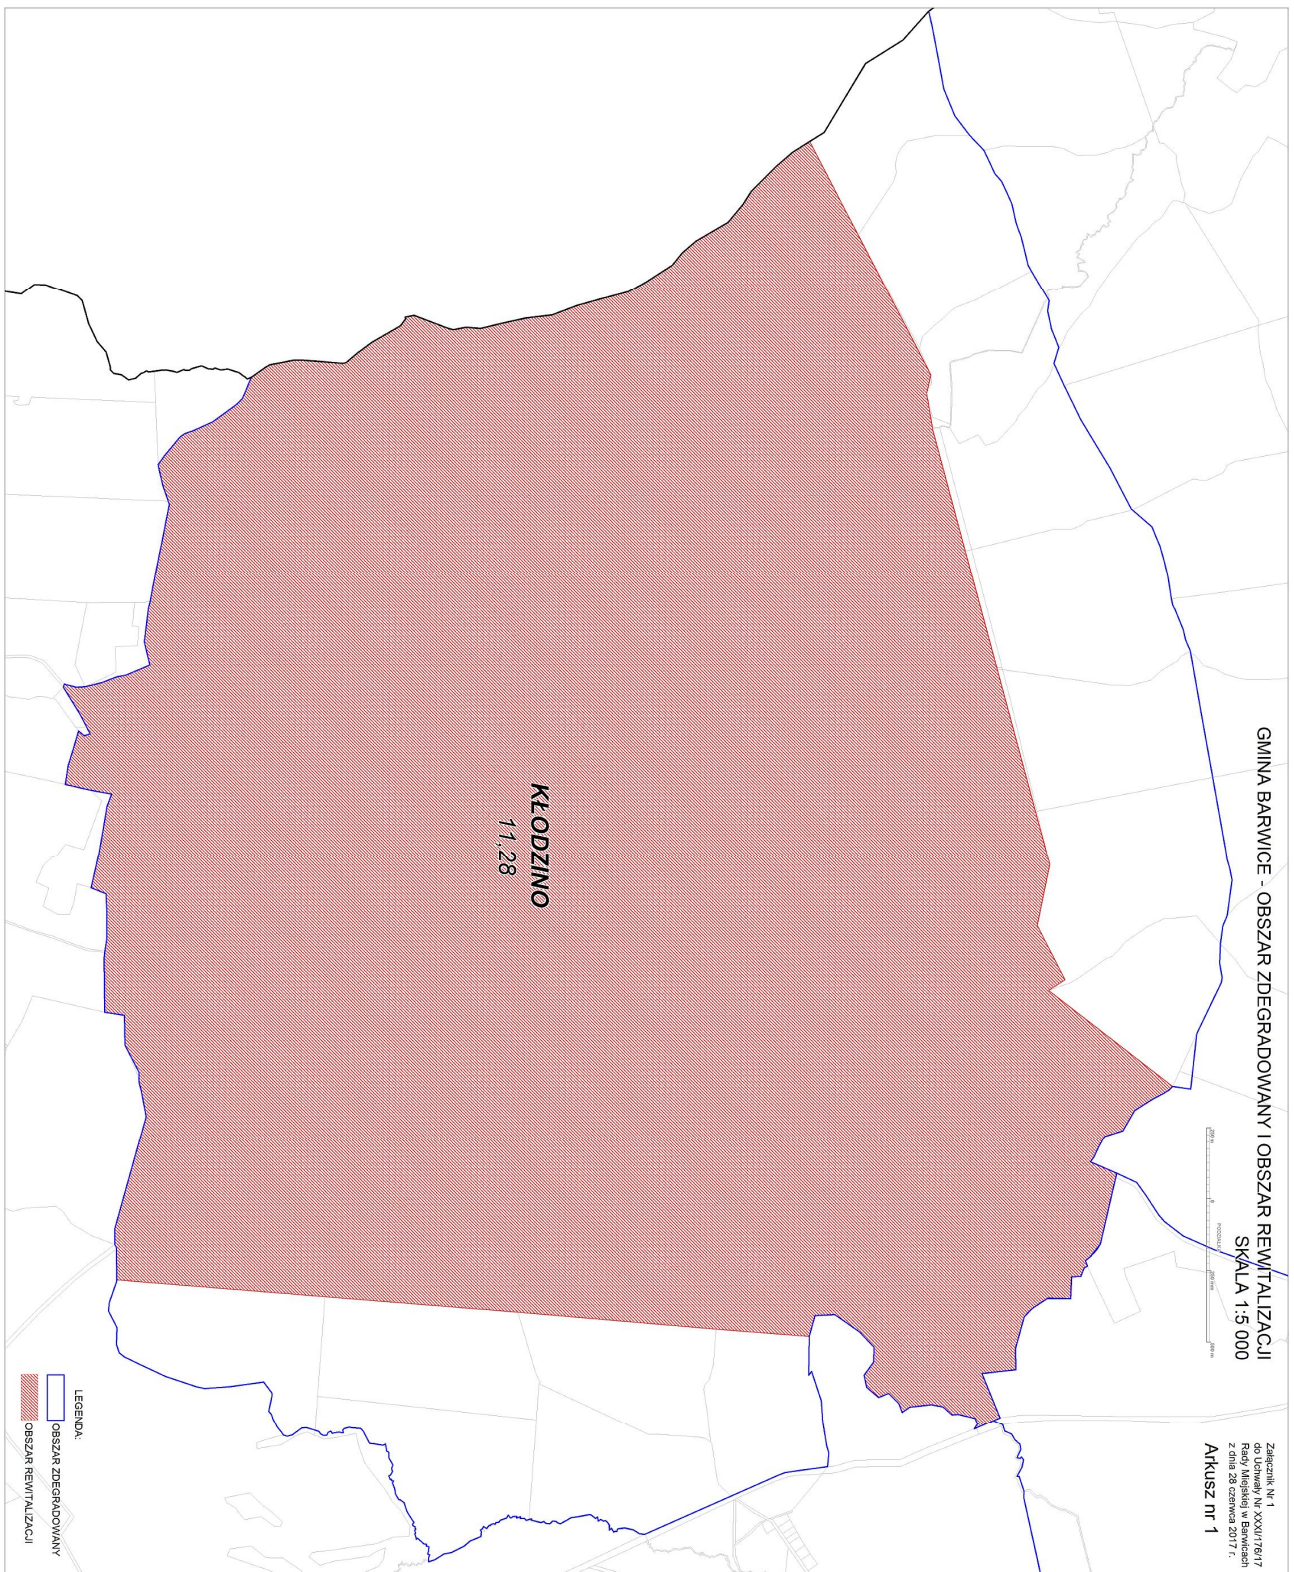 GMINA BARWICE - OBSZAR ZDEGRADOWANY I OBSZAR REWITALIZACJI
SKALA 1:5 000
Załącznik Nr 1
do Uchwały Nr XXXII/176/17
Rady Miejskiej w Barwicach
z dnia 28 czerwca 2017 r.
Arkusz nr 1
KŁODZINO
11,28
LEGENDA:
OBSZAR ZDEGRADOWANY
OBSZAR REWITALIZACJI